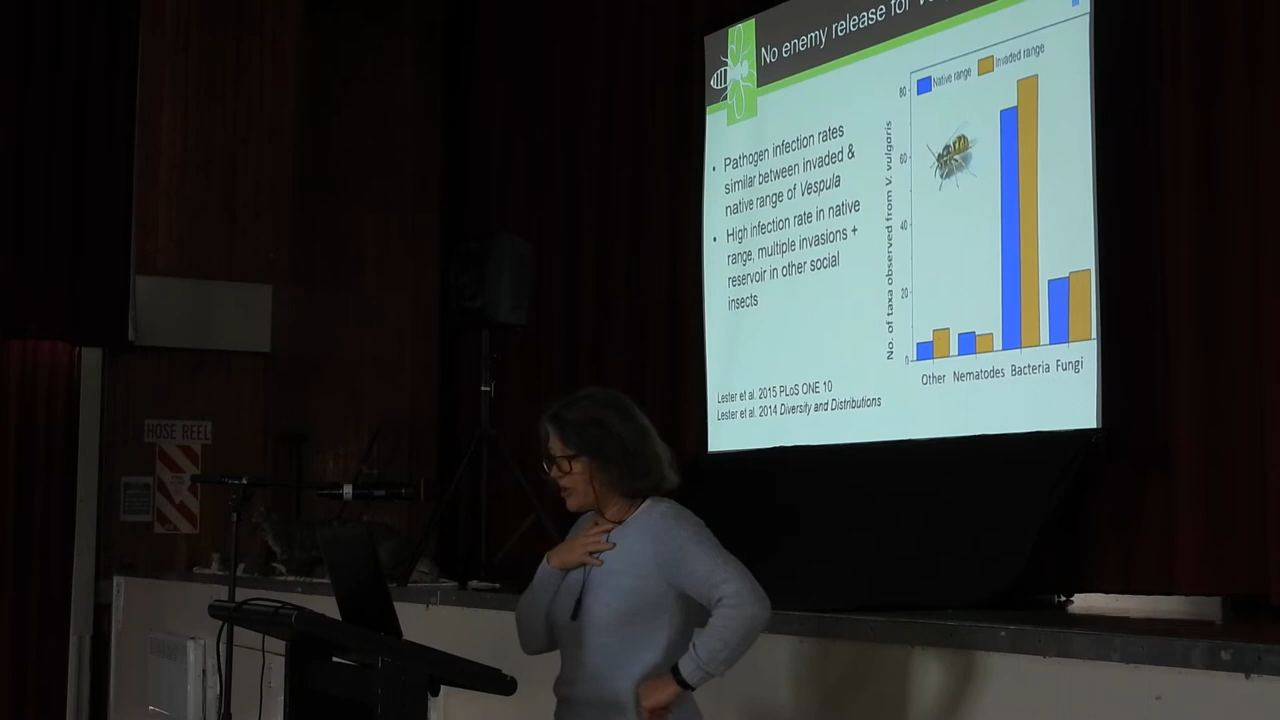 No enemy release for
Native range
Invaded range
• Pathogen infection rates
similar between invaded &
native range of Vespula
• High infection rate in native
range, multiple invasions +
reservoir in other social
insects
Lester et al. 2015 PLoS ONE 10
Lester et al. 2014 Diversity and Distributions
No. of taxa observed from V. vulgaris
80
60
40
20
0
Other Nematodes Bacteria Fungi
HOSE REEL